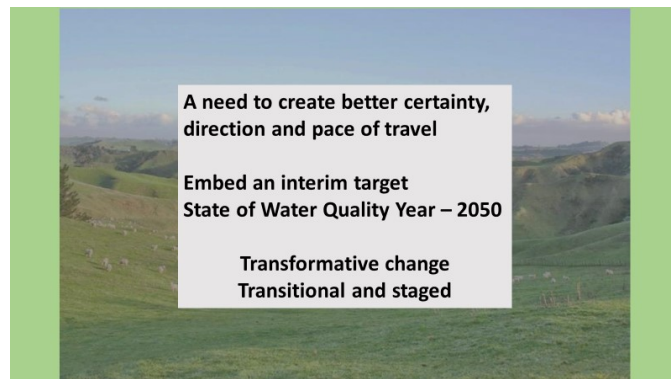 A need to create better certainty,
direction and pace of travel
Embed an interim target
State of Water Quality Year – 2050
Transformative change
Transitional and staged